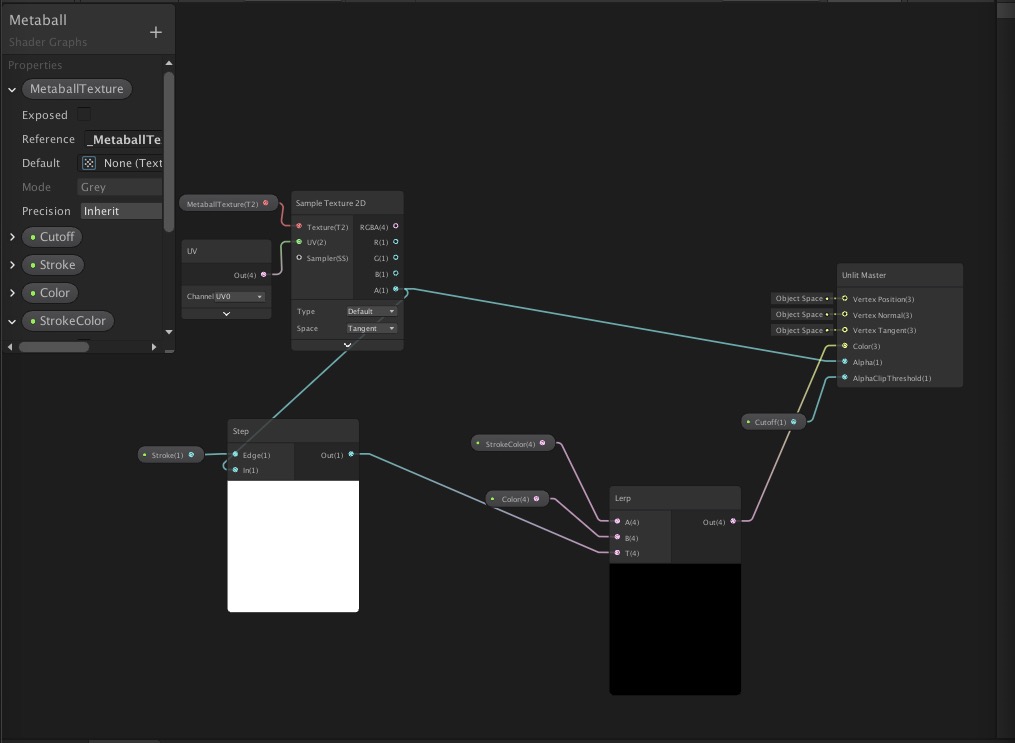 Metaball
Shader Graphs
Properties
MetaballTexture
Exposed
Reference _MetaballTe
Default None (Text
Mode Grey
Precision Inherit
Cutoff
Stroke
Color
StrokeColor
MetaballTexture(T2)
UV
Out(4)
Channel UV0
Sample Texture 2D
Texture(T2) RGBA(4)
UV(2) R(1)
Sampler(SS) G(1)
B(1)
A(1)
Type Default
Space Tangent
Unlit Master
Object Space Vertex Position(3)
Object Space Vertex Normal(3)
Object Space Vertex Tangent(3)
Color(3)
Alpha(1)
AlphaClipThreshold(1)
Cutoff(1)
Stroke(1)
Step
Edge(1) Out(1)
In(1)
StrokeColor(4)
Color(4)
Lerp
A(4) Out(4)
B(4)
T(4)